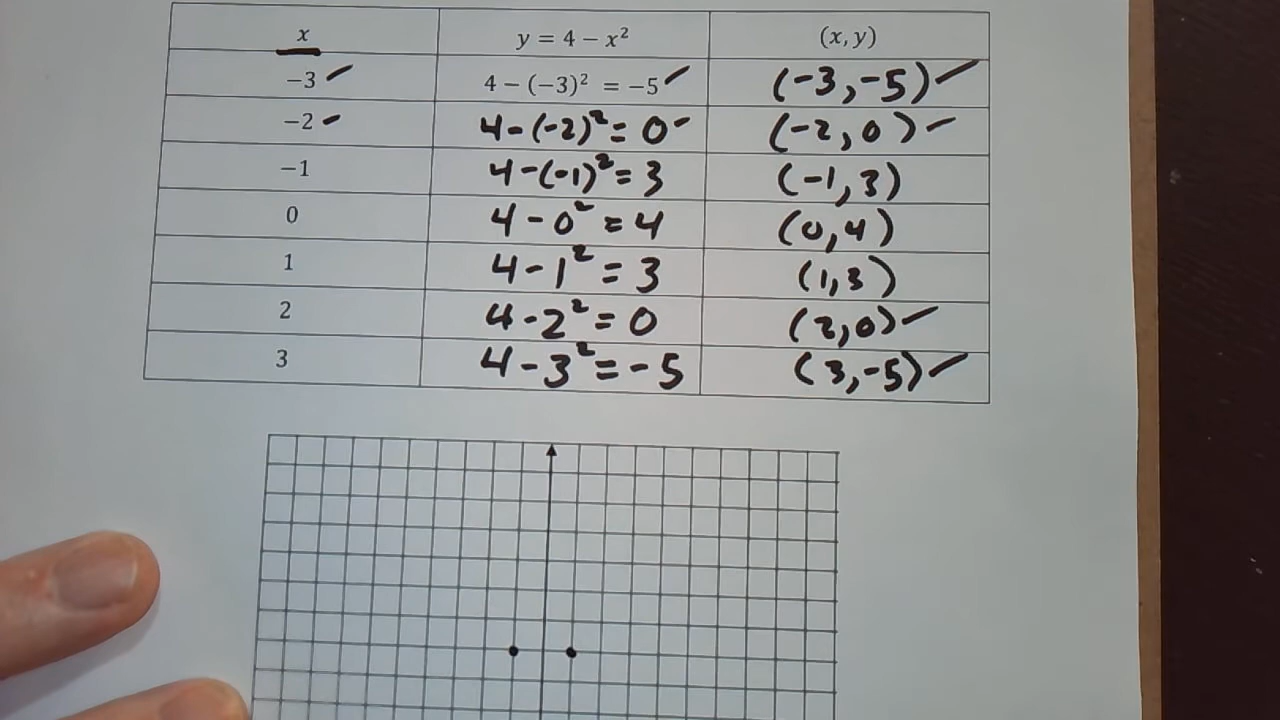 x y = 4 − x² (x, y)
−3 4 − (−3)² = −5 (-3,-5)
−2 4-(-2)²= 0 (-2, 0)
−1 4-(-1)²= 3 (-1, 3)
0 4 - 0² = 4 (0, 4)
1 4 - 1² = 3 (1, 3)
2 4 - 2² = 0 (2, 0)
3 4 - 3² = - 5 (3,-5)